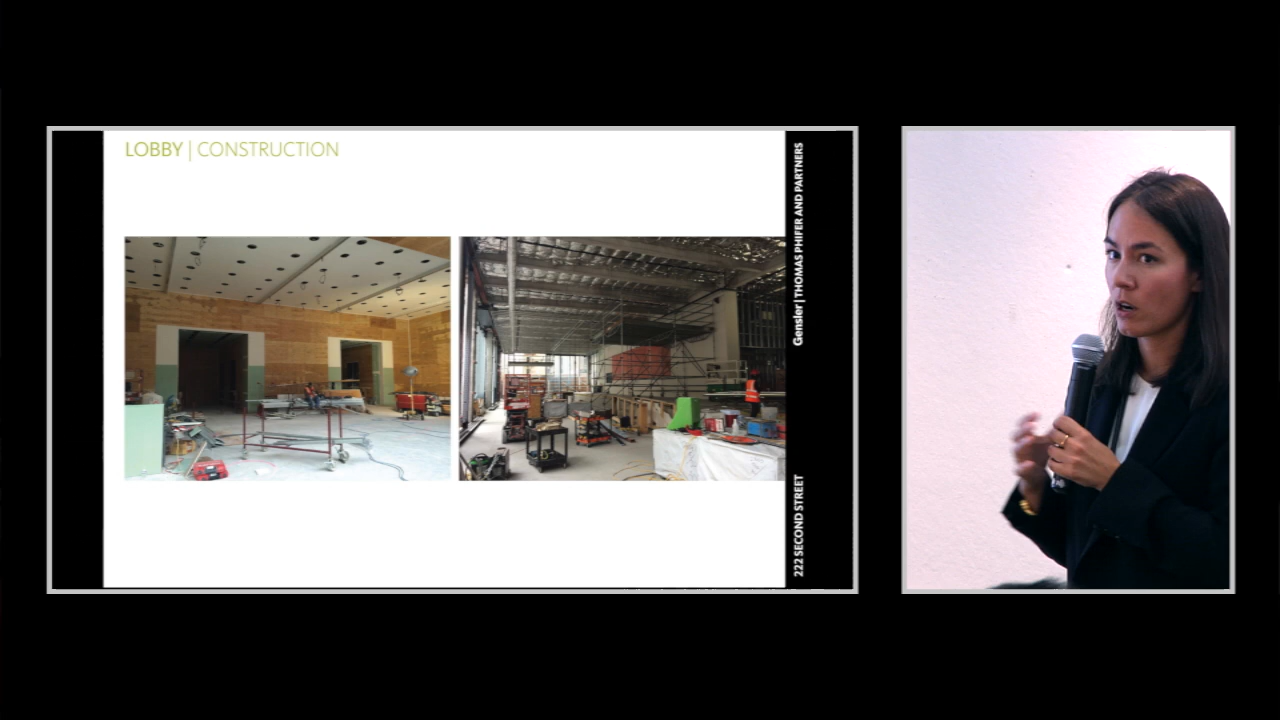 LOBBY | CONSTRUCTION
Gensler | THOMAS PHIFER AND PARTNERS
222 SECOND STREET